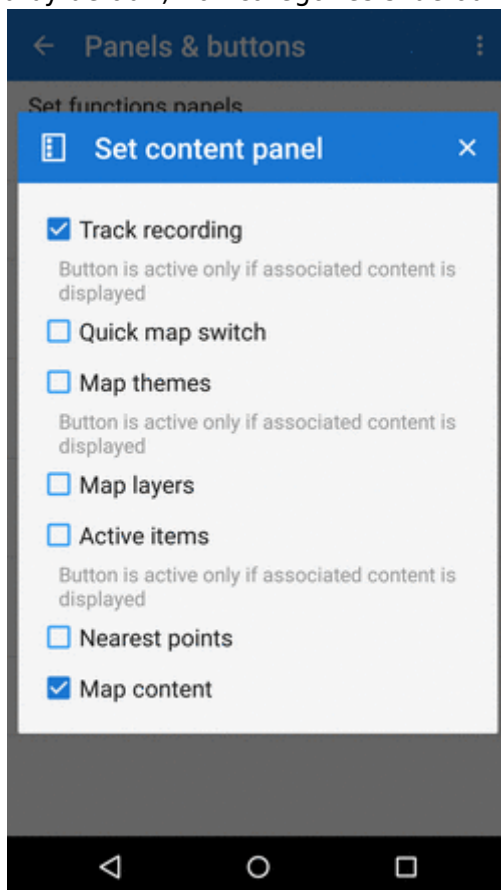 Panels & buttons
Set functions panels
Set content panel
Track recording
Button is active only if associated content is
displayed
Quick map switch
Map themes
Button is active only if associated content is
displayed
Map layers
Active items
Button is active only if associated content is
displayed
Nearest points
Map content